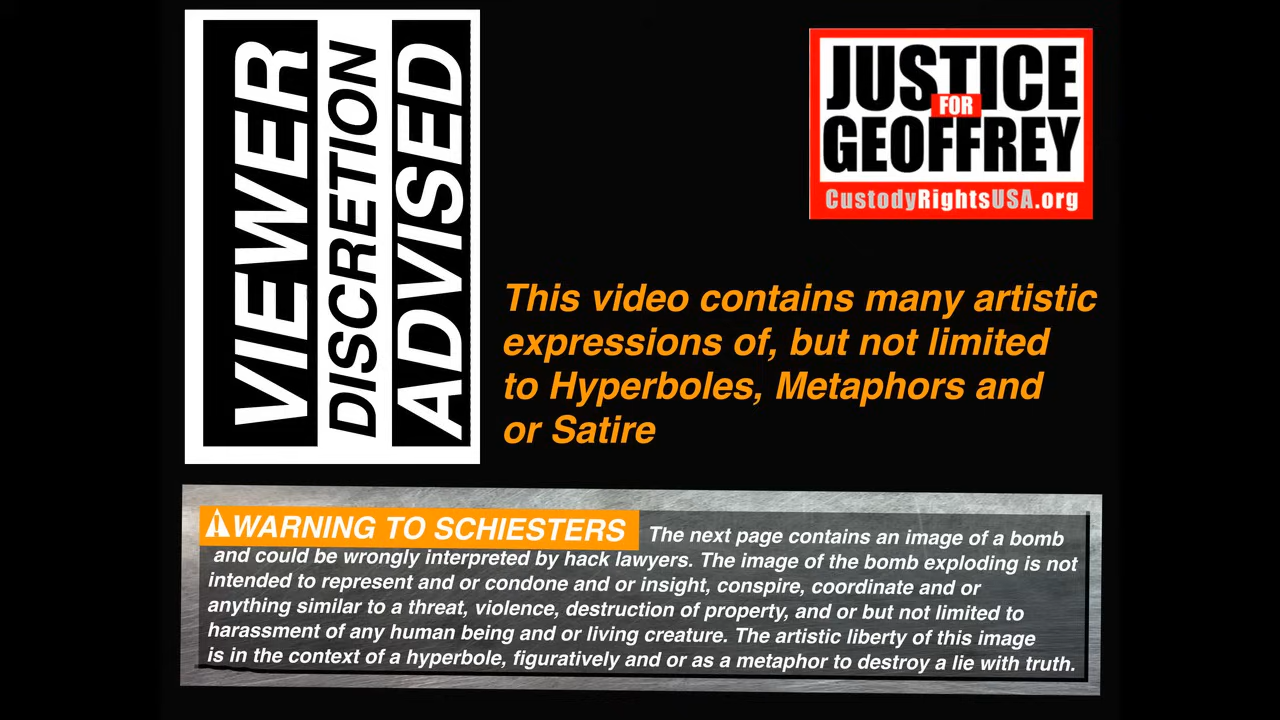 VIEWER
DISCRETION
ADVISED
JUSTICE
FOR
GEOFFREY
CustodyRightsUSA.org
This video contains many artistic
expressions of, but not limited
to Hyperboles, Metaphors and
or Satire
WARNING TO SCHIESTERS The next page contains an image of a bomb
and could be wrongly interpreted by hack lawyers. The image of the bomb exploding is not
intended to represent and or condone and or insight, conspire, coordinate and or
anything similar to a threat, violence, destruction of property, and or but not limited to
harassment of any human being and or living creature. The artistic liberty of this image
is in the context of a hyperbole, figuratively and or as a metaphor to destroy a lie with truth.